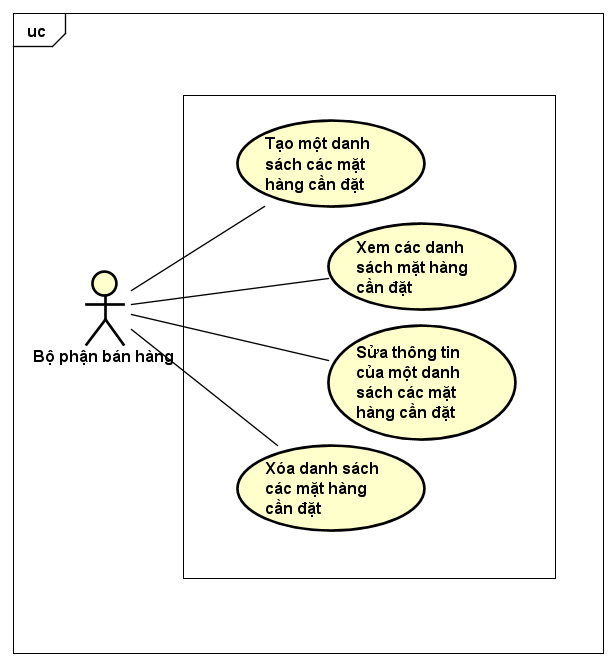 uc
Tạo một danh
sách các mặt
hàng cần đặt
Xem các danh
sách mặt hàng
cần đặt
Bộ phận bán hàng
Sửa thông tin
của một danh
sách các mặt
hàng cần đặt
Xóa danh sách
các mặt hàng
cần đặt